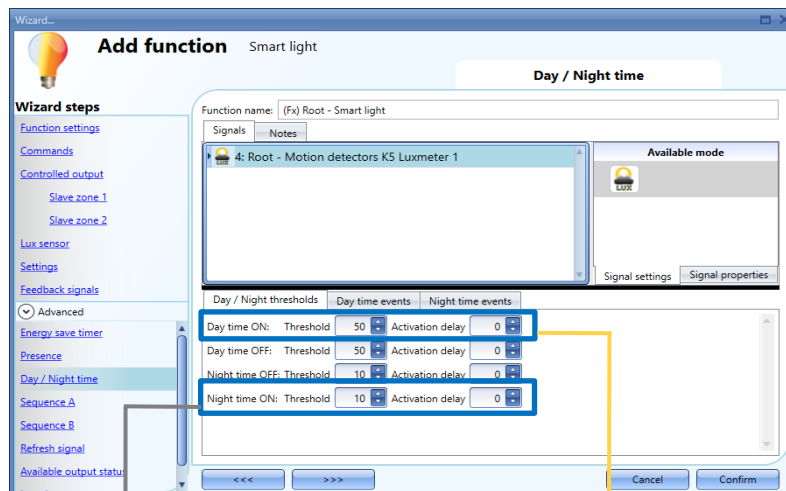 Wizard...
Add function Smart light
Day / Night time
Wizard steps
Function settings
Commands
Controlled output
Slave zone 1
Slave zone 2
Lux sensor
Settings
Feedback signals
Advanced
Energy save timer
Presence
Day / Night time
Sequence A
Sequence B
Refresh signal
Available output status
Function name: (Fx) Root - Smart light
Signals Notes
4: Root - Motion detectors K5 Luxmeter 1
LUX
Available mode
LUX
Signal settings Signal properties
Day / Night thresholds Day time events Night time events
Day time ON: Threshold 50 Activation delay 0
Day time OFF: Threshold 50 Activation delay 0
Night time OFF: Threshold 10 Activation delay 0
Night time ON: Threshold 10 Activation delay 0
<<< >>> Cancel Confirm